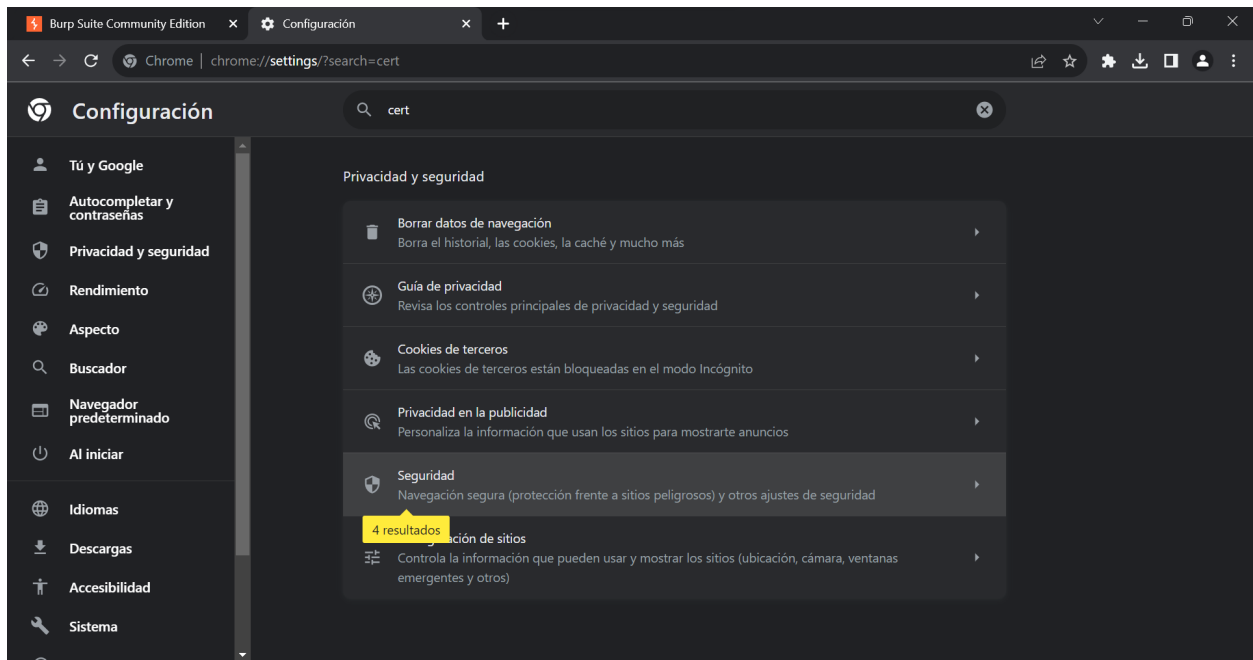 Burp Suite Community Edition
Configuración
Chrome | chrome://settings/?search=cert
Configuración
cert
Tú y Google
Autocompletar y
contraseñas
Privacidad y seguridad
Rendimiento
Aspecto
Buscador
Navegador
predeterminado
Al iniciar
Idiomas
Descargas
Accesibilidad
Sistema
Privacidad y seguridad
Borrar datos de navegación
Borra el historial, las cookies, la caché y mucho más
Guía de privacidad
Revisa los controles principales de privacidad y seguridad
Cookies de terceros
Las cookies de terceros están bloqueadas en el modo Incógnito
Privacidad en la publicidad
Personaliza la información que usan los sitios para mostrarte anuncios
Seguridad
Navegación segura (protección frente a sitios peligrosos) y otros ajustes de seguridad
4 resultados
de sitios
Controla la información que pueden usar y mostrar los sitios (ubicación, cámara, ventanas
emergentes y otros)